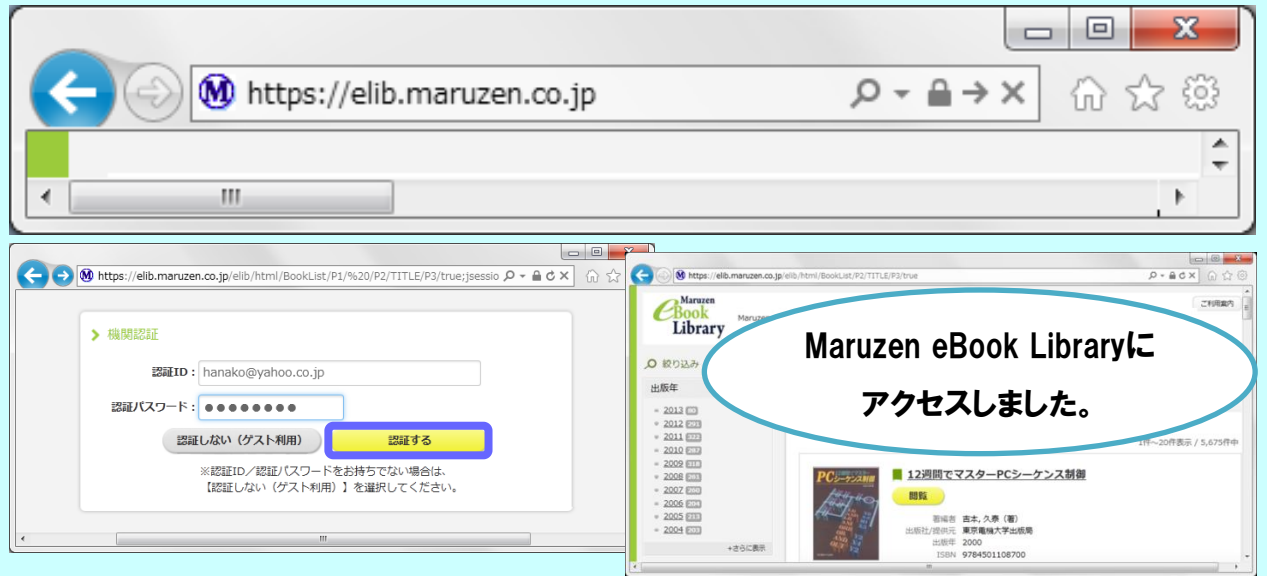 https://elib.maruzen.co.jp
https://elib.maruzen.co.jp/elib/html/BookList/P1/%20/P2/TITLE/P3/true;jsessio
機関認証
認証ID : hanako@yahoo.co.jp
認証パスワード : ●●●●●●●●
認証しない（ゲスト利用）
認証する
※認証ID／認証パスワードをお持ちでない場合は、
【認証しない（ゲスト利用）】を選択してください。
https://elib.maruzen.co.jp/elib/html/BookList/P2/TITLE/P3/true
Maruzen
eBook
Library
Maruzen
ご利用案内
Maruzen eBook Libraryに
アクセスしました。
絞り込み
出版年
2013
2012 293
2011 322
2010
2009 318
2008
2007
2006
2005 213
2004
+さらに表示
1件～20件表示 / 5,675件中
12週間でマスターPCシーケンス制御
閲覧
著編者 吉本, 久泰（著）
出版社/提供元 東京電機大学出版局
出版年 2000
ISBN 9784501108700